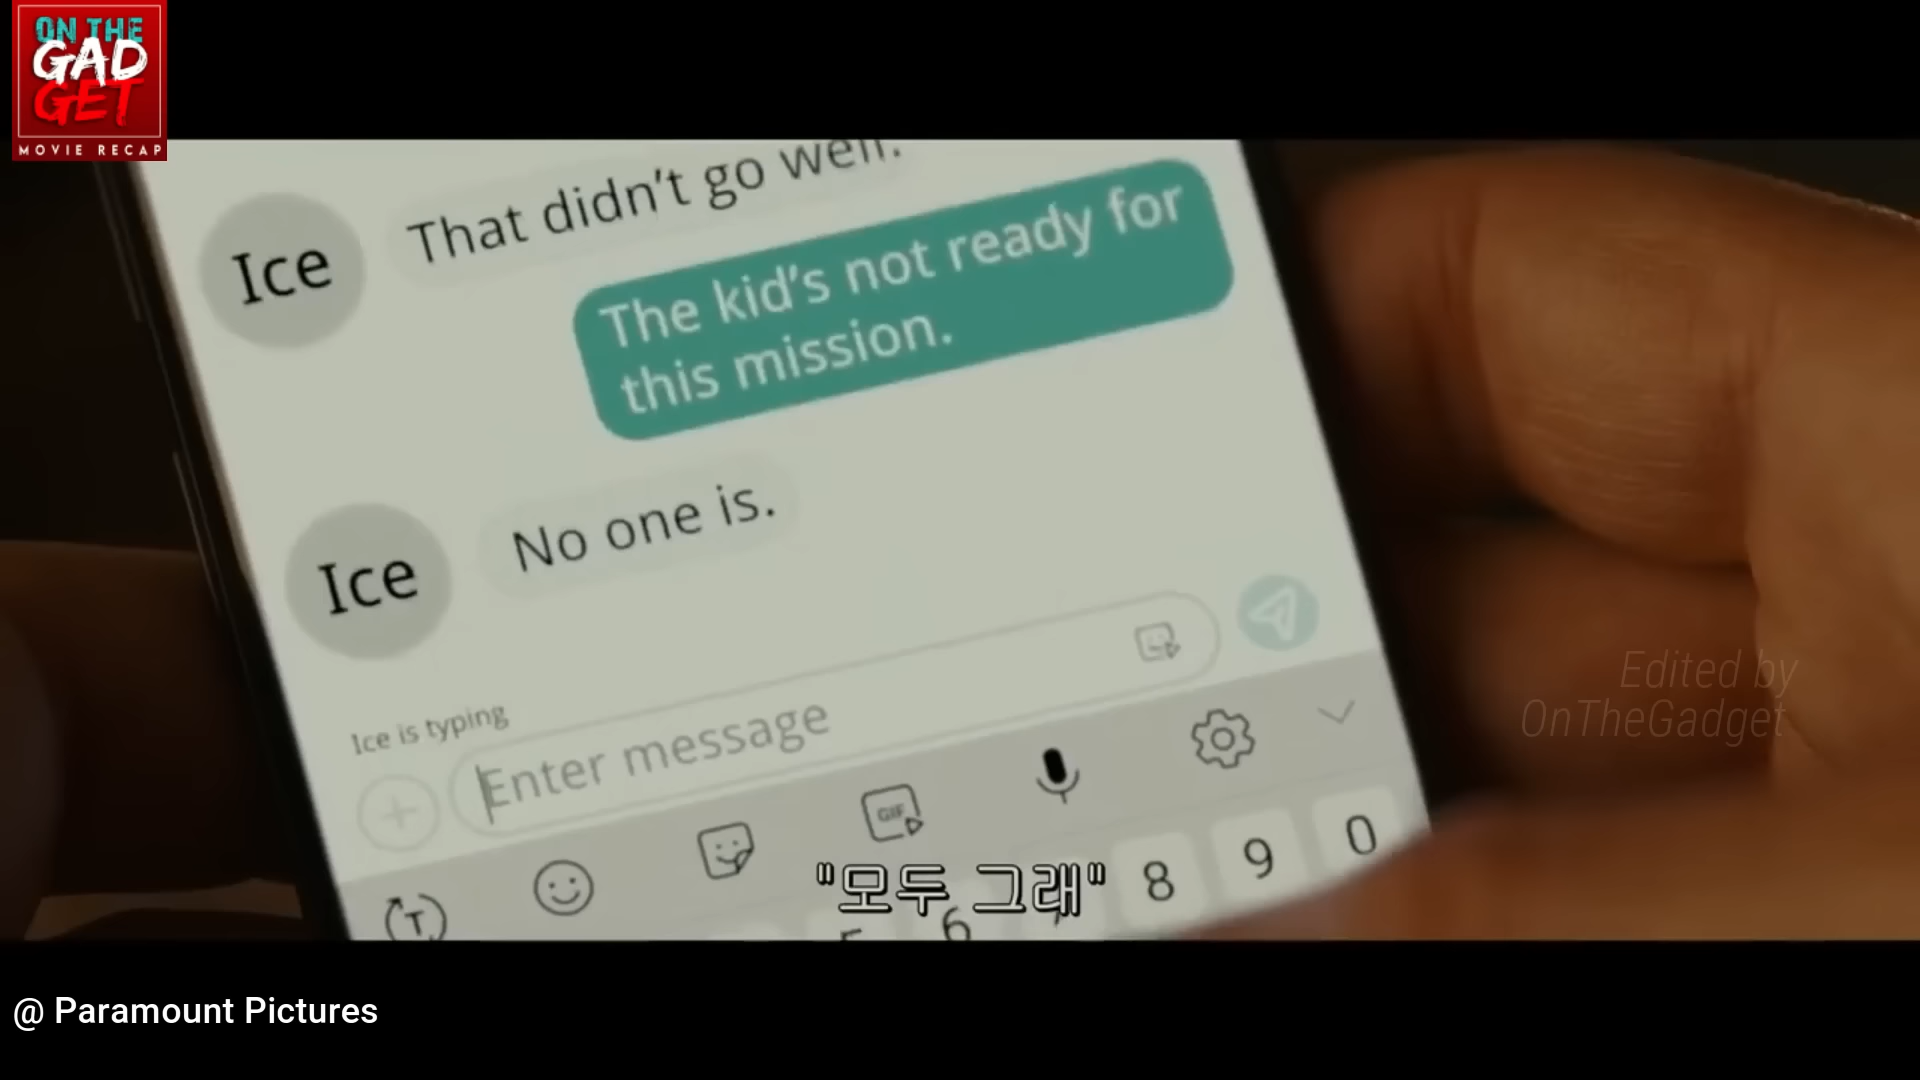 ON THE
GAD
GET
MOVIE RECAP
That didn't go well.
Ice
The kid's not ready for
this mission.
No one is.
Ice
Edited by
OnTheGadget
Ice is typing
Enter message
GIF
T
8 9 0
6
"모두 그래"
@ Paramount Pictures